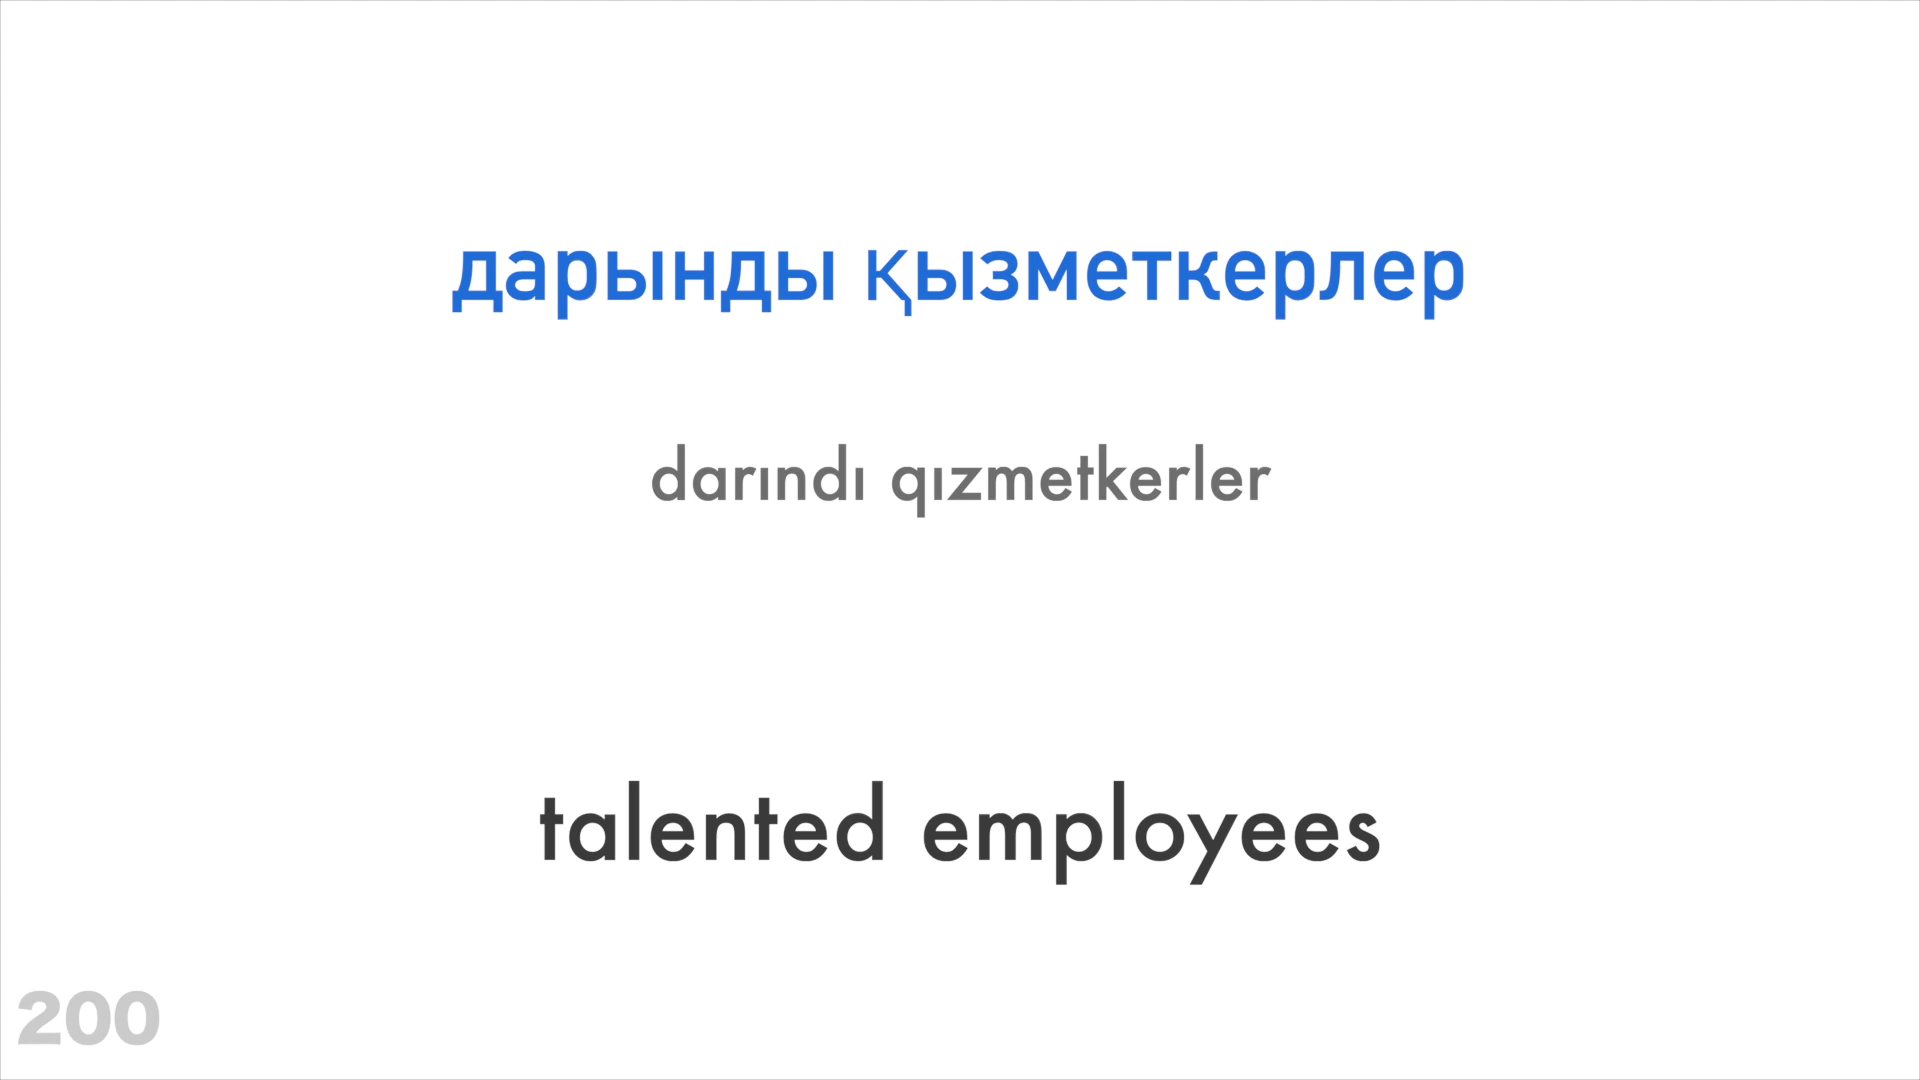 дарынды қызметкерлер
darındı qızmetkerler
talented employees
200